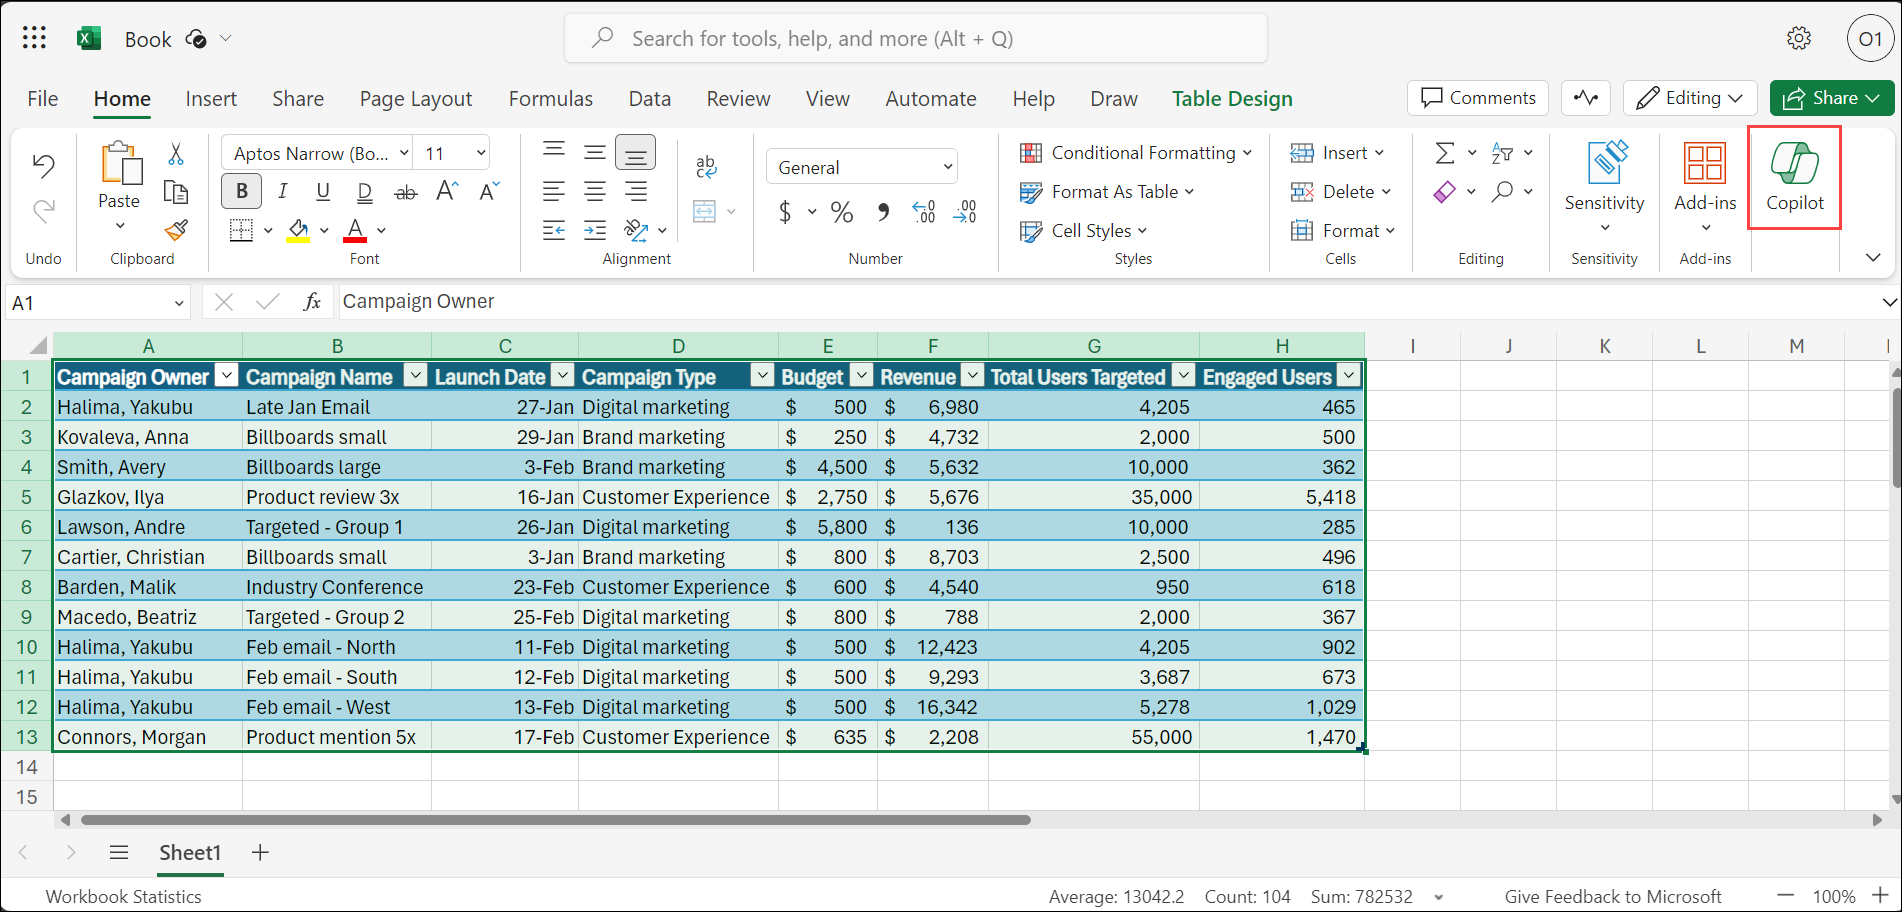 Book
Search for tools, help, and more (Alt + Q)
O1
File Home Insert Share Page Layout Formulas Data Review View Automate Help Draw Table Design Comments Editing Share
Paste
Aptos Narrow (Bo... 11
B I U D ab A A
A
ab
c
General
$ % , .00 .00
Conditional Formatting
Format As Table
Cell Styles
Insert
Delete
Format
Sensitivity
Add-ins
Copilot
Undo Clipboard Font Alignment Number Styles Cells Editing Sensitivity Add-ins
A1 fx Campaign Owner
A B C D E F G H I J K L M
1 Campaign Owner Campaign Name Launch Date Campaign Type Budget Revenue Total Users Targeted Engaged Users
2 Halima, Yakubu Late Jan Email 27-Jan Digital marketing $ 500 $ 6,980 4,205 465
3 Kovaleva, Anna Billboards small 29-Jan Brand marketing $ 250 $ 4,732 2,000 500
4 Smith, Avery Billboards large 3-Feb Brand marketing $ 4,500 $ 5,632 10,000 362
5 Glazkov, Ilya Product review 3x 16-Jan Customer Experience $ 2,750 $ 5,676 35,000 5,418
6 Lawson, Andre Targeted - Group 1 26-Jan Digital marketing $ 5,800 $ 136 10,000 285
7 Cartier, Christian Billboards small 3-Jan Brand marketing $ 800 $ 8,703 2,500 496
8 Barden, Malik Industry Conference 23-Feb Customer Experience $ 600 $ 4,540 950 618
9 Macedo, Beatriz Targeted - Group 2 25-Feb Digital marketing $ 800 $ 788 2,000 367
10 Halima, Yakubu Feb email - North 11-Feb Digital marketing $ 500 $ 12,423 4,205 902
11 Halima, Yakubu Feb email - South 12-Feb Digital marketing $ 500 $ 9,293 3,687 673
12 Halima, Yakubu Feb email - West 13-Feb Digital marketing $ 500 $ 16,342 5,278 1,029
13 Connors, Morgan Product mention 5x 17-Feb Customer Experience $ 635 $ 2,208 55,000 1,470
14
15
Sheet1
Workbook Statistics Average: 13042.2 Count: 104 Sum: 782532 Give Feedback to Microsoft 100%